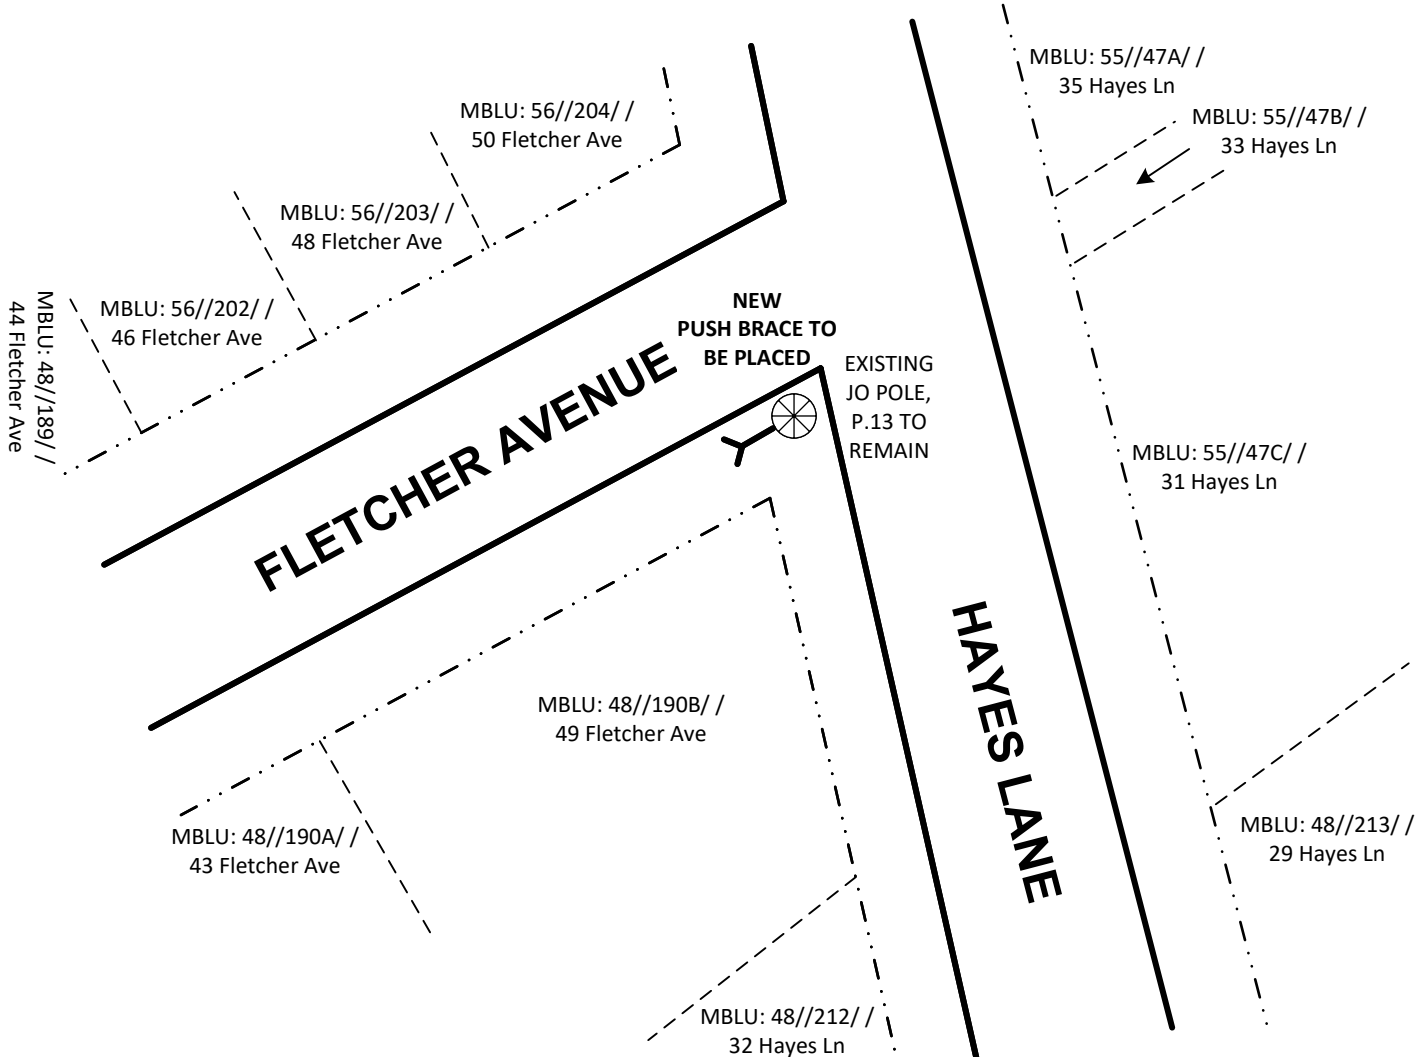 MBLU: 55//47A/ /
35 Hayes Ln
MBLU: 56//204/ /
50 Fletcher Ave
MBLU: 55//47B/ /
33 Hayes Ln
MBLU: 56//203/ /
48 Fletcher Ave
MBLU: 56//202/ /
46 Fletcher Ave
MBLU: 48//189/ /
44 Fletcher Ave
NEW
PUSH BRACE TO
BE PLACED
EXISTING
JO POLE,
P.13 TO
REMAIN
FLETCHER AVENUE
MBLU: 55//47C/ /
31 Hayes Ln
HAYES LANE
MBLU: 48//190B/ /
49 Fletcher Ave
MBLU: 48//190A/ /
43 Fletcher Ave
MBLU: 48//213/ /
29 Hayes Ln
MBLU: 48//212/ /
32 Hayes Ln